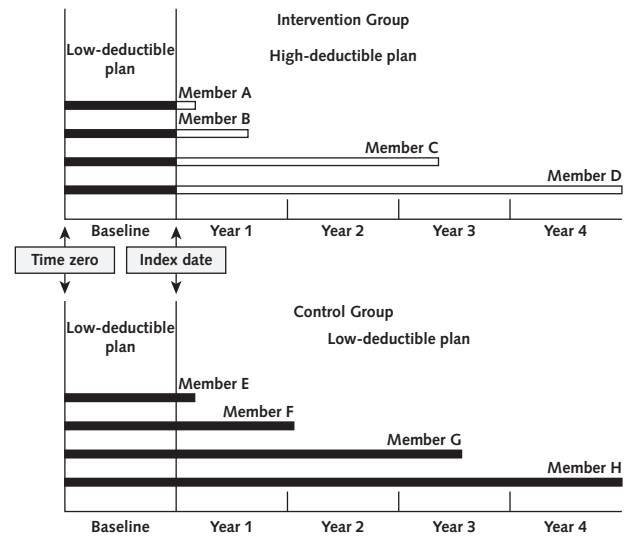 Intervention Group
Low-deductible
plan
High-deductible plan
Member A
Member B
Member C
Member D
Baseline Year 1 Year 2 Year 3 Year 4
Time zero Index date
Control Group
Low-deductible
plan
Low-deductible plan
Member E
Member F
Member G
Member H
Baseline Year 1 Year 2 Year 3 Year 4